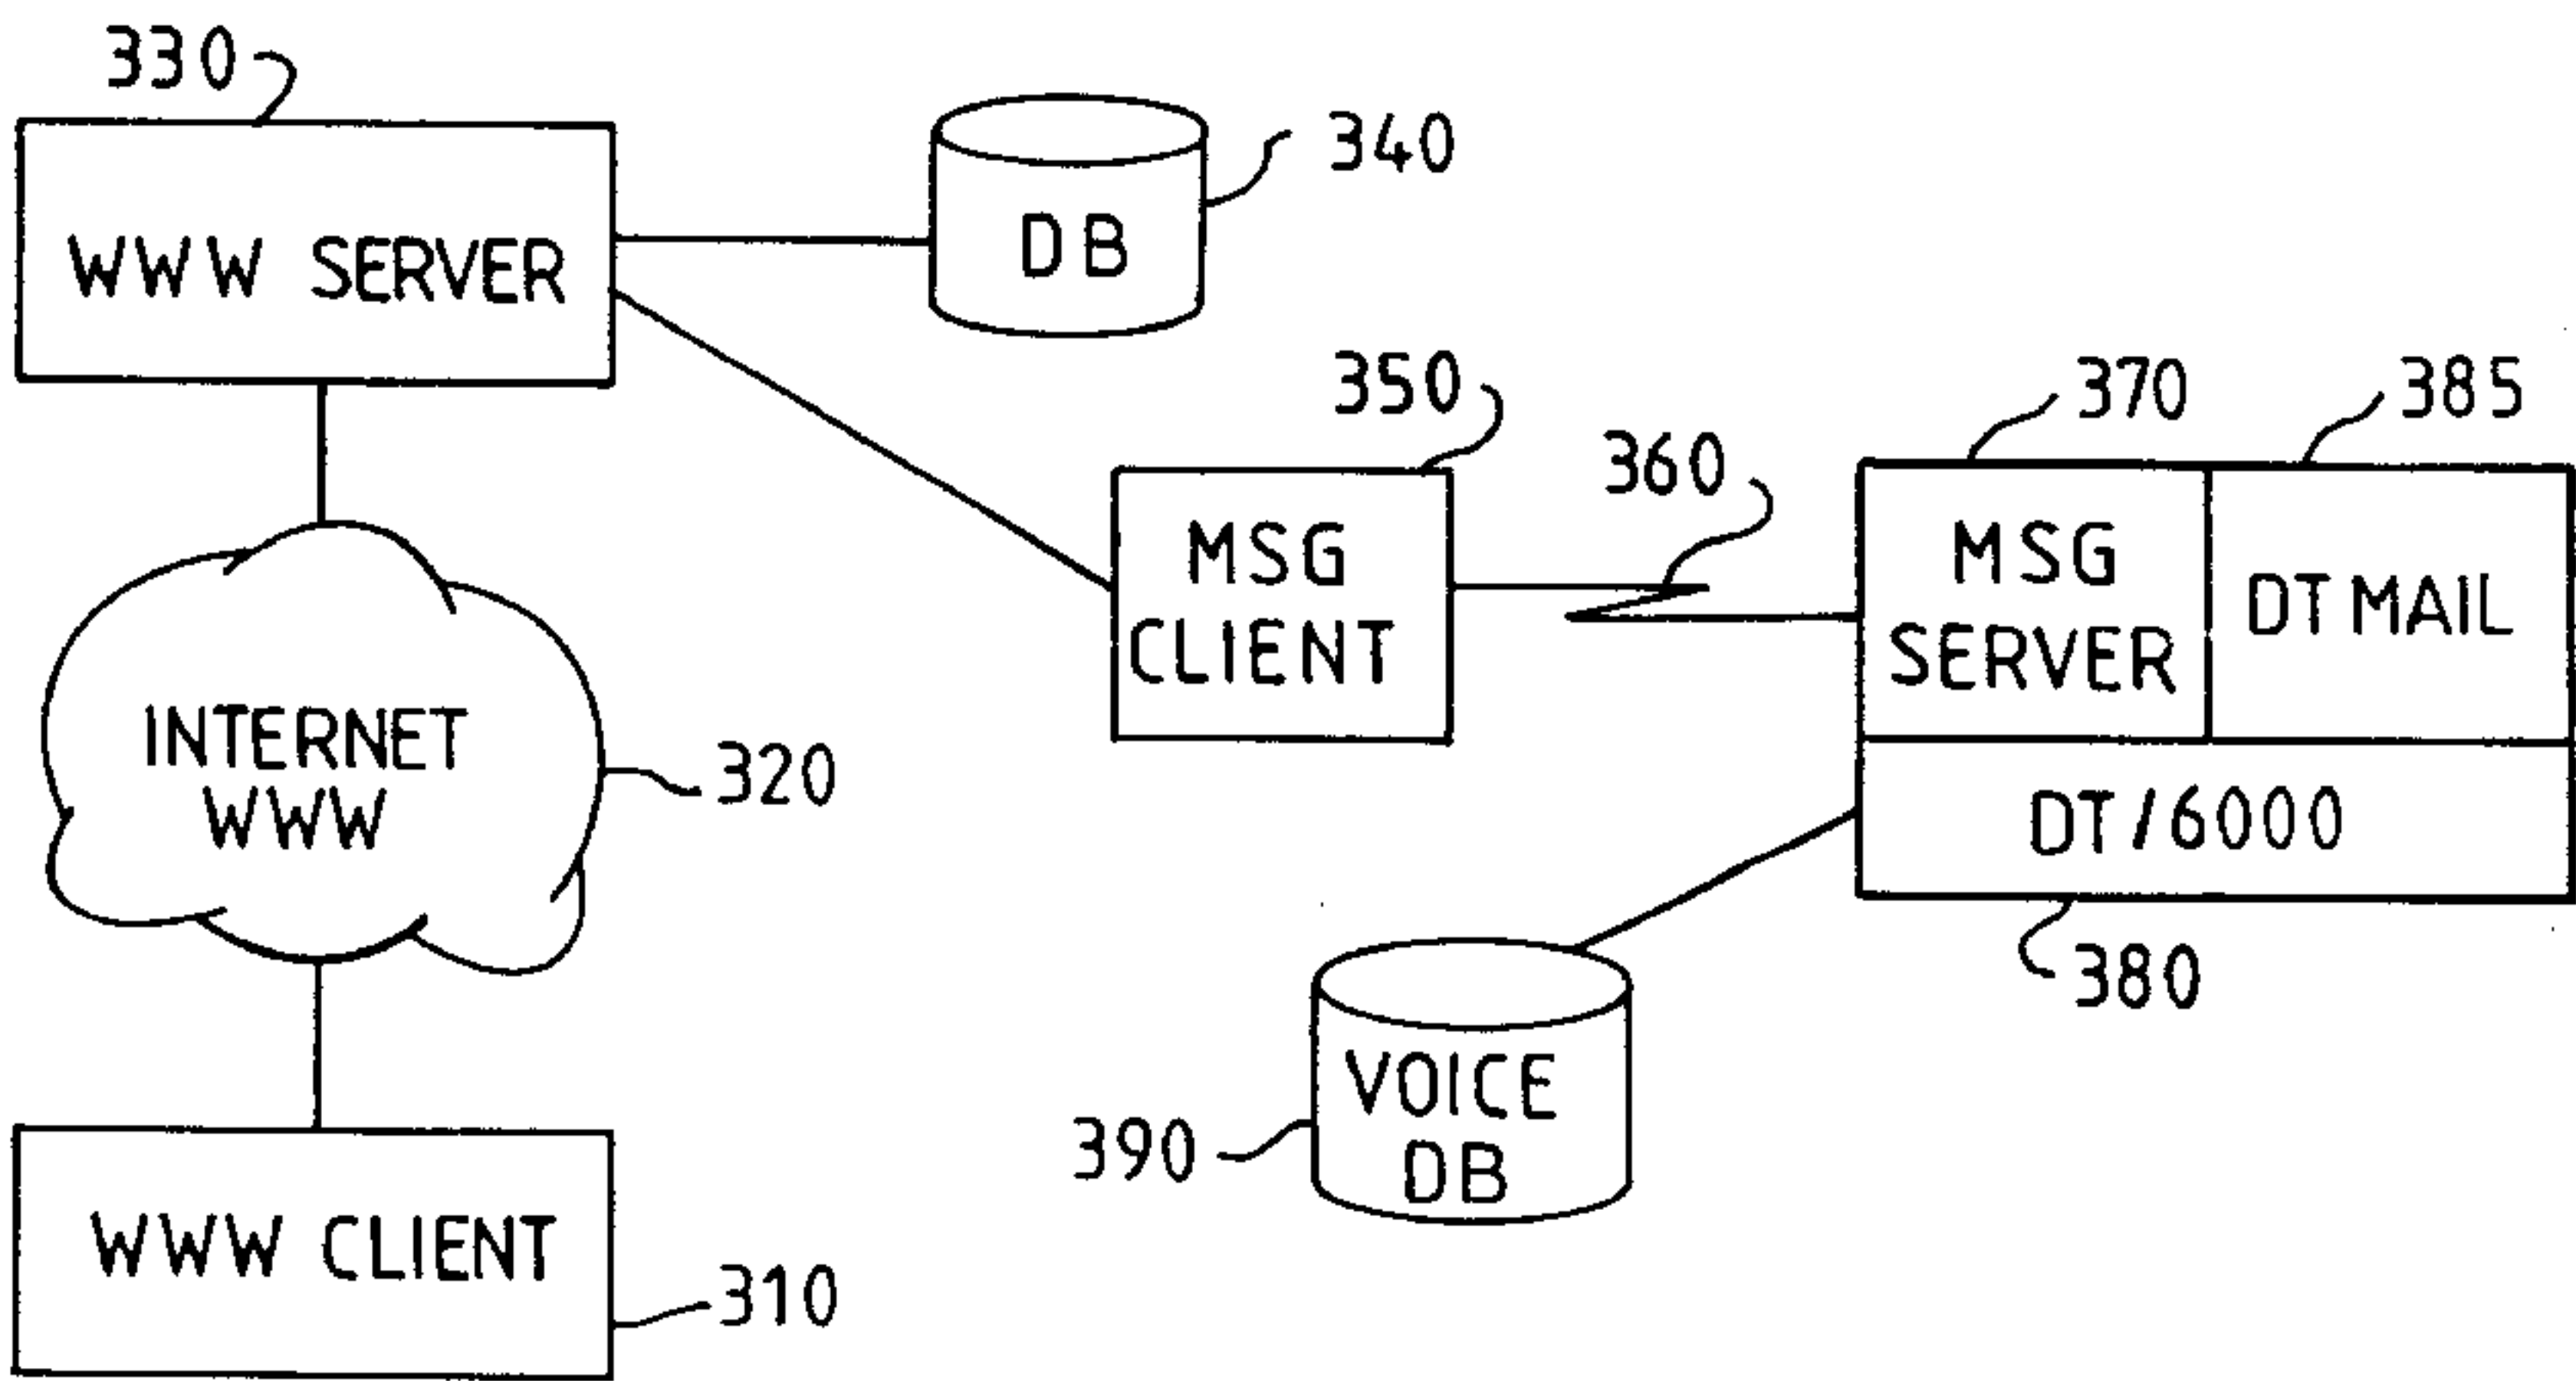 330
WWW SERVER
340
DB
350
MSG
CLIENT
360
370
385
MSG
SERVER
DT MAIL
DT/6000
380
INTERNET
WWW
320
VOICE
DB
390
WWW CLIENT
310